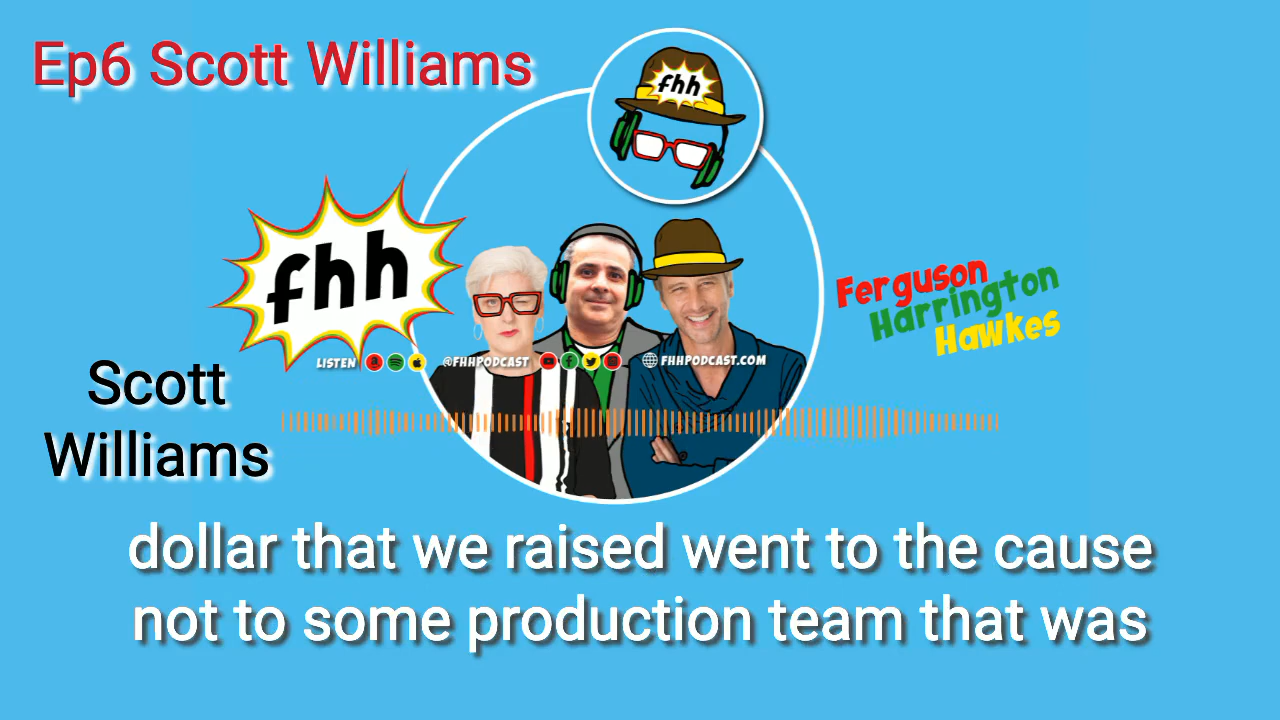 Ep6 Scott Williams
fhh
fhh
Ferguson
Harrington
Hawkes
LISTEN @FHHPODCAST FHHPODCAST.COM
Scott
Williams
dollar that we raised went to the cause
not to some production team that was